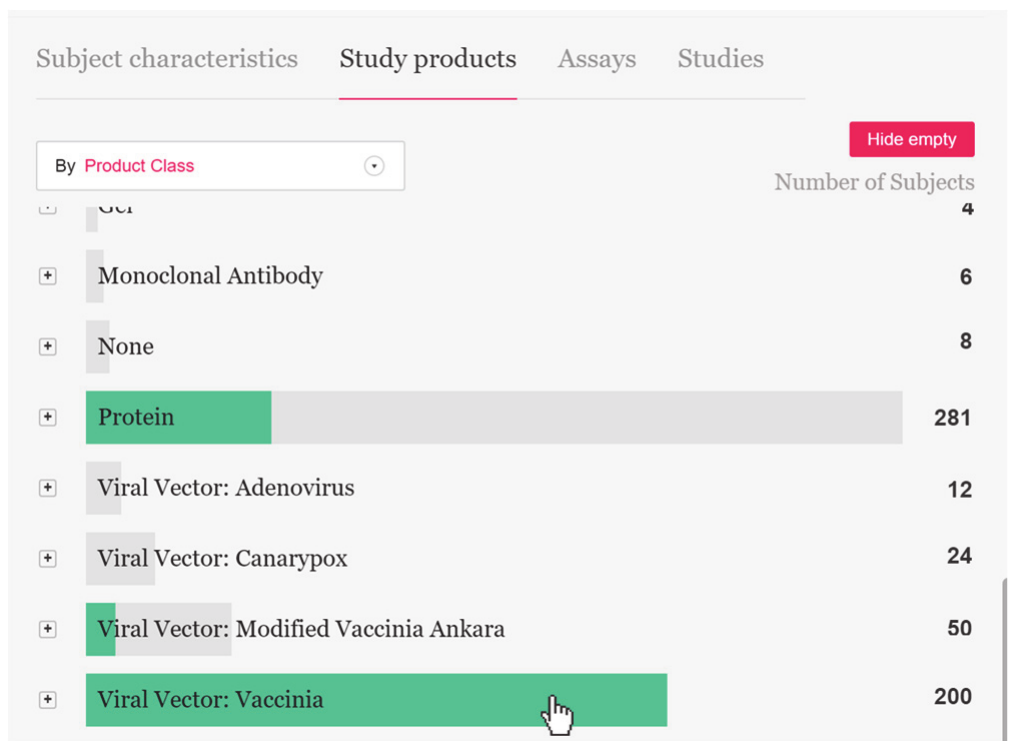 Subject characteristics Study products Assays Studies
Hide empty
By Product Class
Number of Subjects
Gel 4
Monoclonal Antibody 6
None 8
Protein 281
Viral Vector: Adenovirus 12
Viral Vector: Canarypox 24
Viral Vector: Modified Vaccinia Ankara 50
Viral Vector: Vaccinia 200